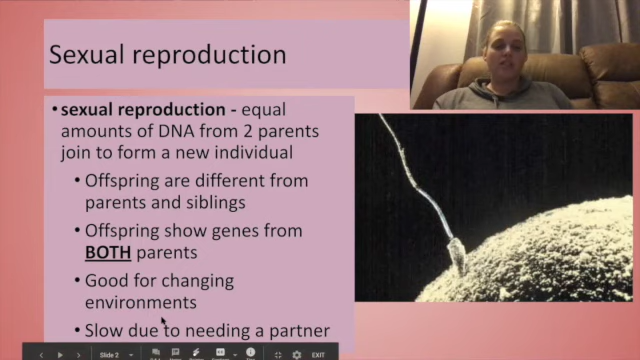 Sexual reproduction
• sexual reproduction - equal
amounts of DNA from 2 parents
join to form a new individual
• Offspring are different from
parents and siblings
• Offspring show genes from
BOTH parents
• Good for changing
environments
• Slow due to needing a partner
Slide 2
EXIT